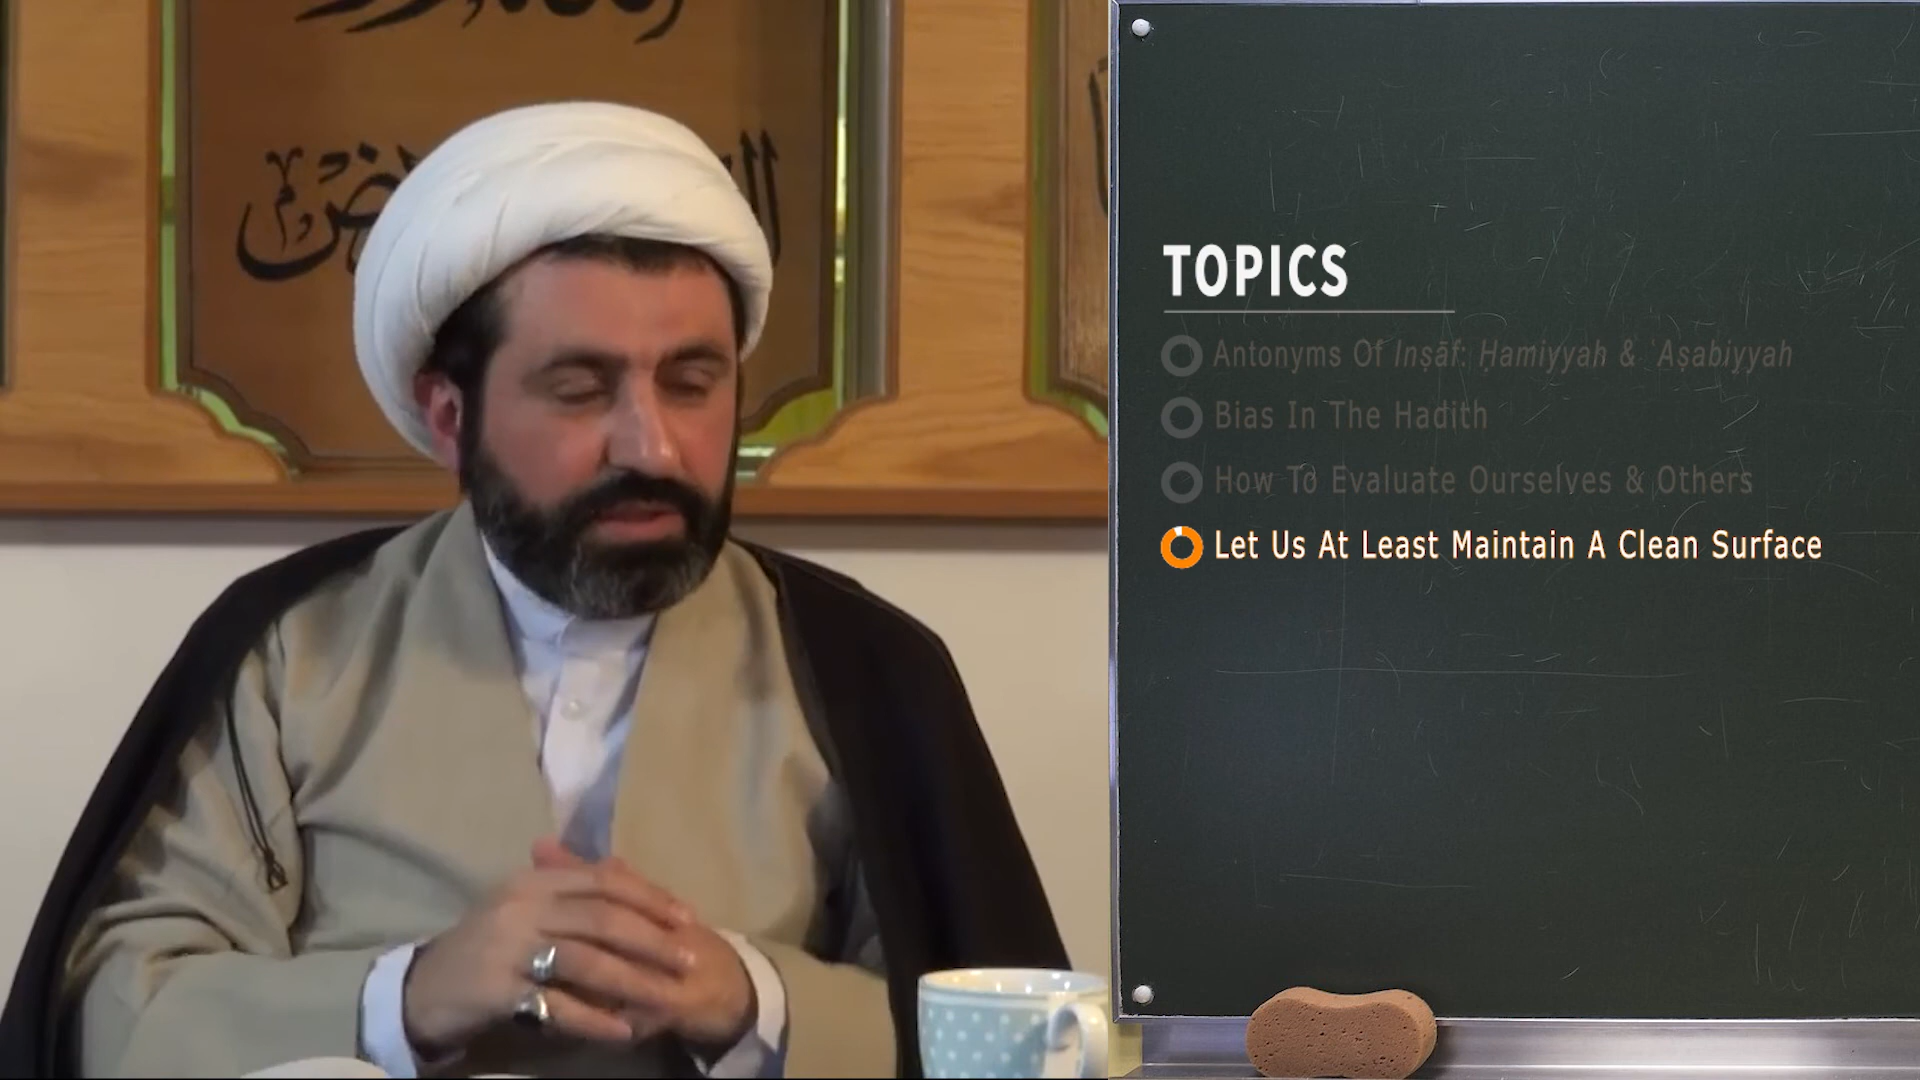 TOPICS
Antonyms Of Inṣāf: Ḥamiyyah & ʿAṣabiyyah
Bias In The Hadith
How To Evaluate Ourselves & Others
Let Us At Least Maintain A Clean Surface